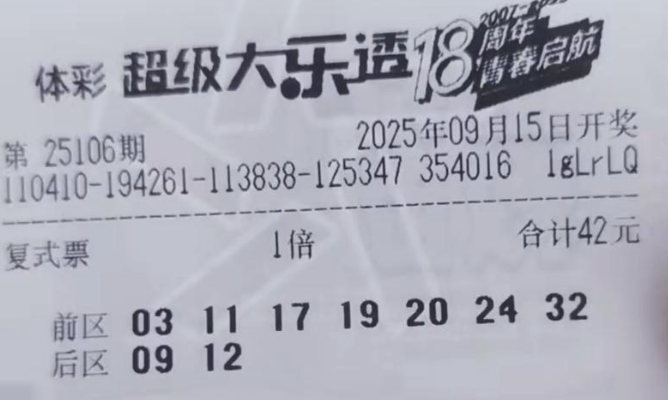 体彩 超级大乐透 18周年 2007-2025 青春启航
第 25106期 2025年09月15日开奖
110410-194261-113838-125347 354016 lgLrLQ
复式票 1倍 合计42元
前区 03 11 17 19 20 24 32
后区 09 12